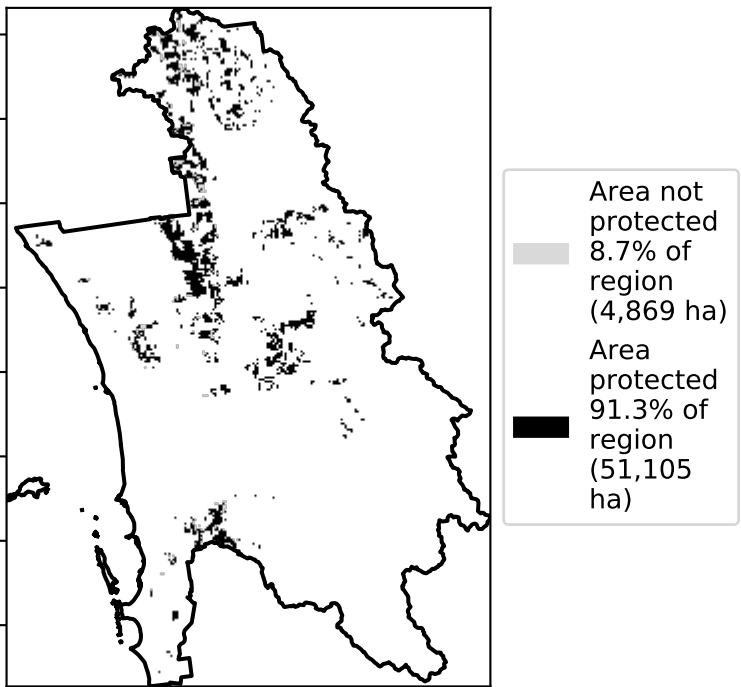 Area not
protected
8.7% of
region
(4,869 ha)
Area
protected
91.3% of
region
(51,105
ha)